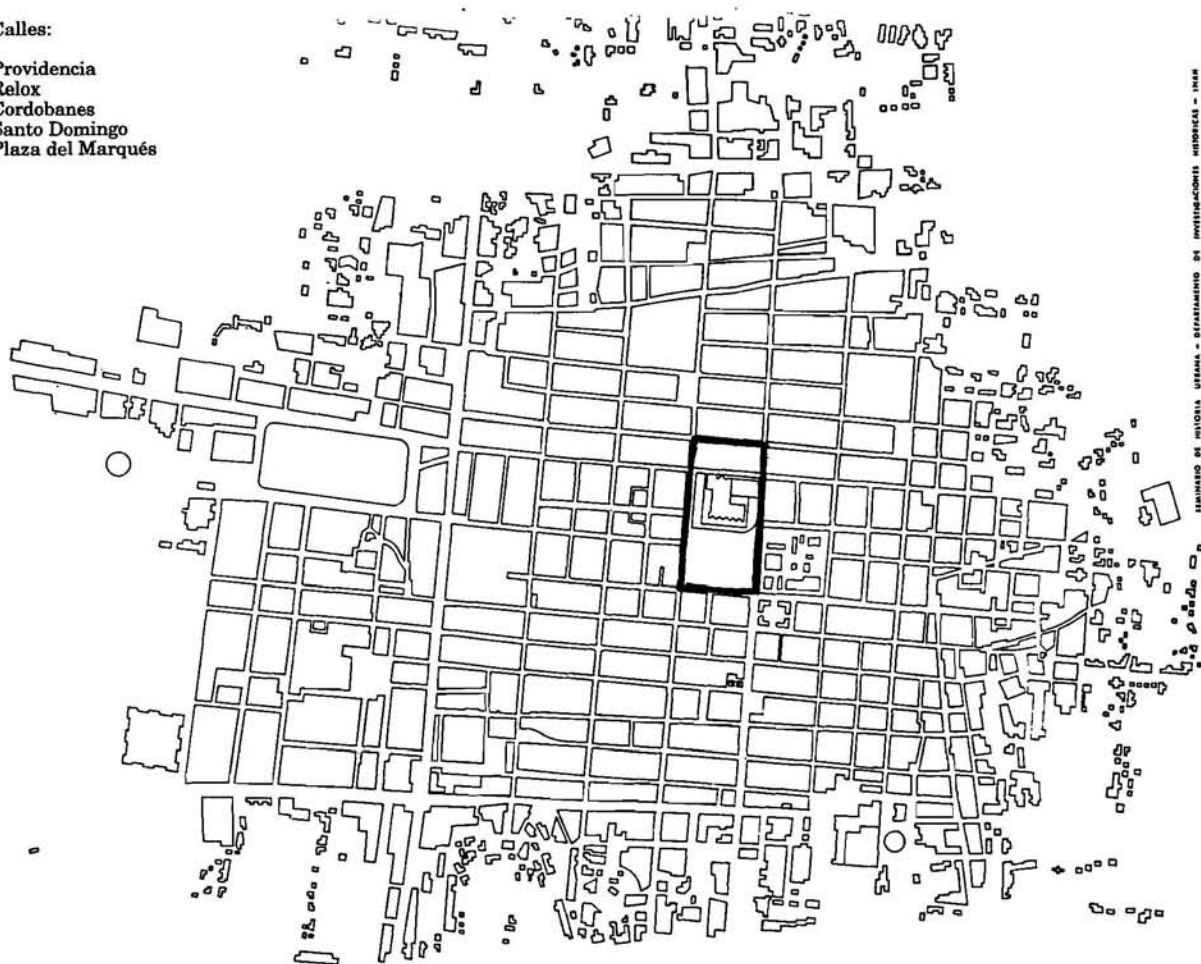 Calles:
Providencia
Relox
Cordobanes
Santo Domingo
Plaza del Marqués
SEMINARIO DE HISTORIA URBANA - DEPARTAMENTO DE INVESTIGACIONES HISTORICAS - INAH